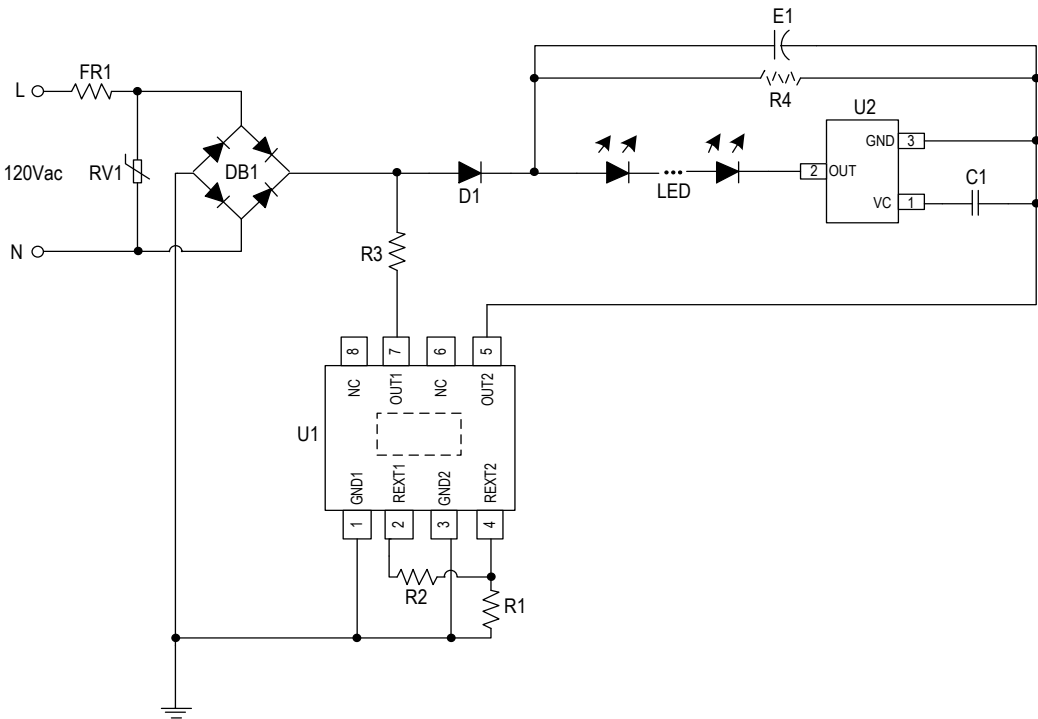 E1
FR1
L
R4
U2
GND 3
120Vac
RV1
DB1
2 OUT
D1
LED
C1
VC 1
N
R3
8 7 6 5
NC OUT1 NC OUT2
U1
GND1 REXT1 GND2 REXT2
1 2 3 4
R2
R1